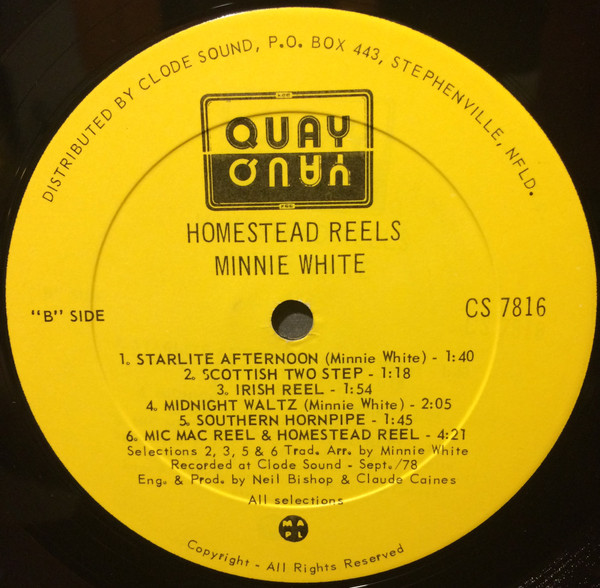 DISTRIBUTED BY CLODE SOUND, P.O. BOX 443, STEPHENVILLE, NFLD.
QUAY
QUAY
HOMESTEAD REELS
MINNIE WHITE
"B" SIDE
CS 7816
1. STARLITE AFTERNOON (Minnie White) - 1:40
2. SCOTTISH TWO STEP - 1:18
3. IRISH REEL - 1:54
4. MIDNIGHT WALTZ (Minnie White) - 2:05
5. SOUTHERN HORNPIPE - 1:45
6. MIC MAC REEL & HOMESTEAD REEL - 4:21
Selections 2, 3, 5 & 6 Trad. Arr. by Minnie White
Recorded at Clode Sound - Sept./78
Eng. & Prod. by Neil Bishop & Claude Caines
All selections
M A P L
Copyright - All Rights Reserved